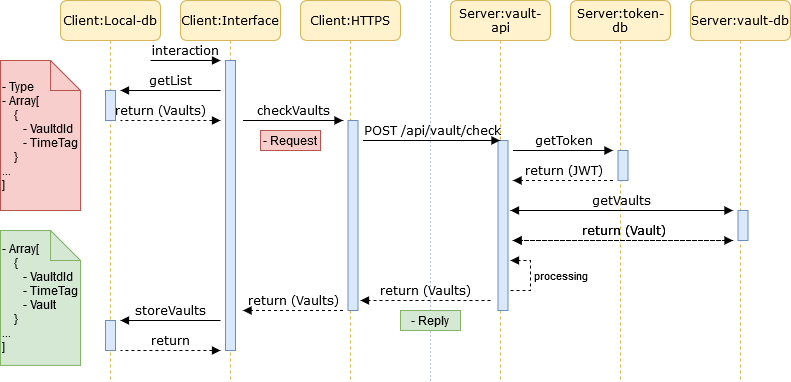 Client:Local-db
Client:Interface
Client:HTTPS
Server:vault-
api
Server:token-
db
Server:vault-db
interaction
getList
return (Vaults)
checkVaults
- Request
POST /api/vault/check
getToken
return (JWT)
getVaults
return (Vault)
processing
return (Vaults)
return (Vaults)
- Reply
storeVaults
return
- Type
- Array[
{
- VaultdId
- TimeTag
}
...
]
- Array[
{
- VaultdId
- TimeTag
- Vault
}
...
]